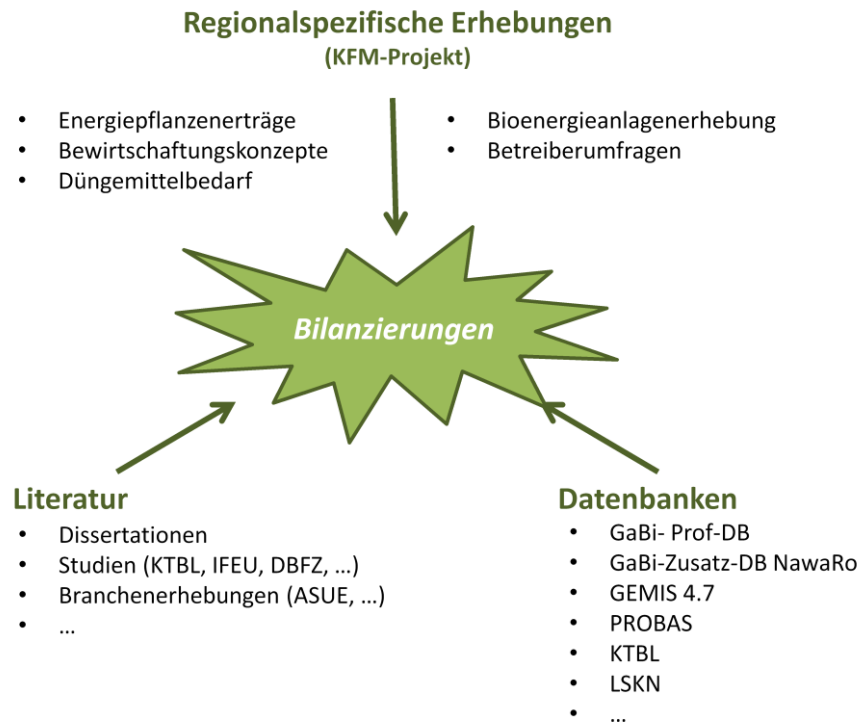 Regionalspezifische Erhebungen
(KFM-Projekt)
• Energiepflanzenerträge
• Bewirtschaftungskonzepte
• Düngemittelbedarf
• Bioenergieanlagenerhebung
• Betreiberumfragen
Bilanzierungen
Literatur
• Dissertationen
• Studien (KTBL, IFEU, DBFZ, ...)
• Branchenerhebungen (ASUE, ...)
• ...
Datenbanken
• GaBi- Prof-DB
• GaBi-Zusatz-DB NawaRo
• GEMIS 4.7
• PROBAS
• KTBL
• LSKN
• ...